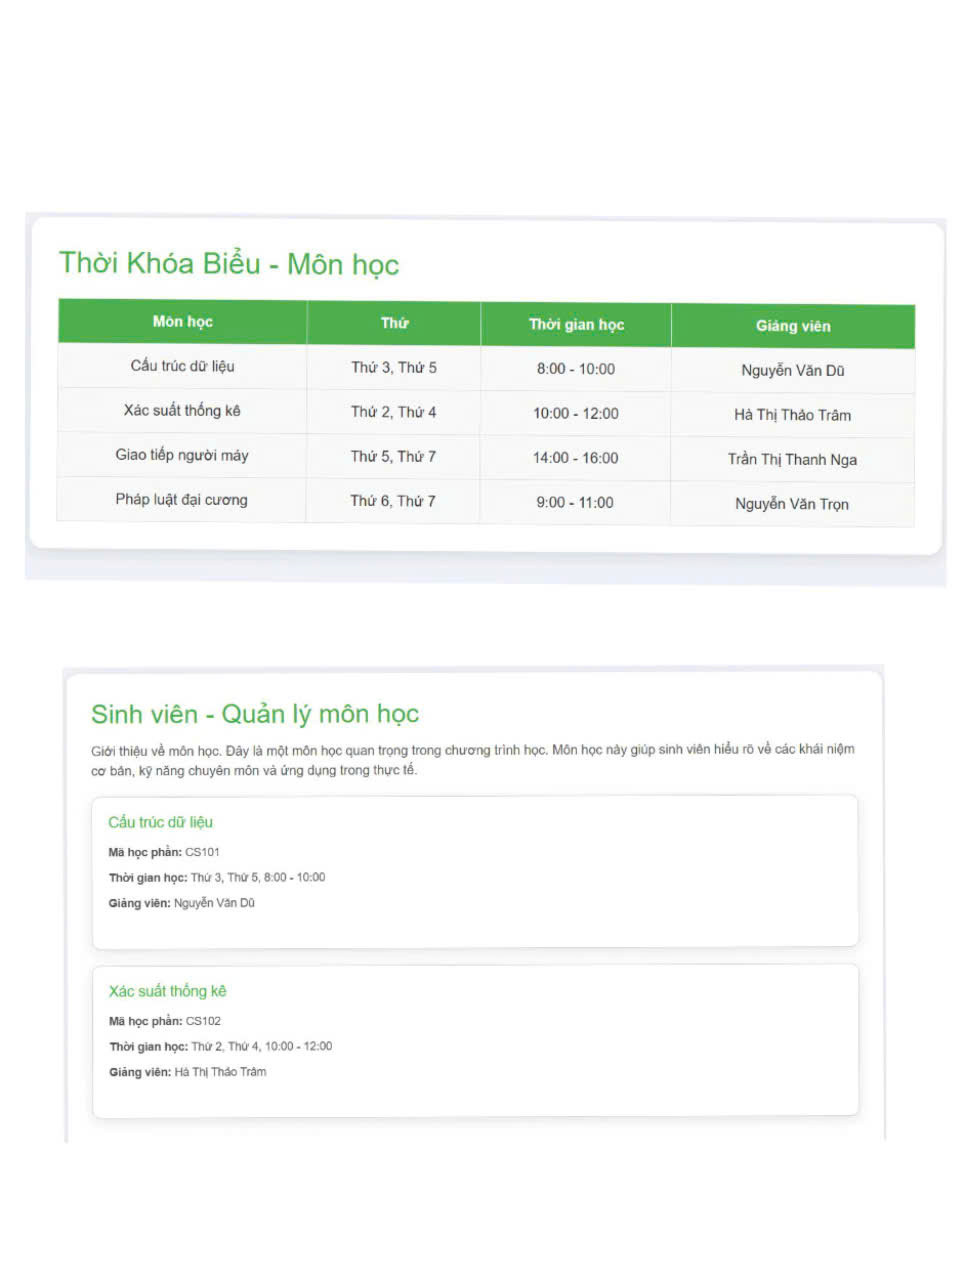 Thời Khóa Biểu - Môn học
Môn học Thứ Thời gian học Giảng viên
Cấu trúc dữ liệu Thứ 3, Thứ 5 8:00 - 10:00 Nguyễn Văn Dũ
Xác suất thống kê Thứ 2, Thứ 4 10:00 - 12:00 Hà Thị Thảo Trâm
Giao tiếp người máy Thứ 5, Thứ 7 14:00 - 16:00 Trần Thị Thanh Nga
Pháp luật đại cương Thứ 6, Thứ 7 9:00 - 11:00 Nguyễn Văn Trọn
Sinh viên - Quản lý môn học
Giới thiệu về môn học. Đây là một môn học quan trọng trong chương trình học. Môn học này giúp sinh viên hiểu rõ về các khái niệm
cơ bản, kỹ năng chuyên môn và ứng dụng trong thực tế.
Cấu trúc dữ liệu
Mã học phần: CS101
Thời gian học: Thứ 3, Thứ 5, 8:00 - 10:00
Giảng viên: Nguyễn Văn Dũ
Xác suất thống kê
Mã học phần: CS102
Thời gian học: Thứ 2, Thứ 4, 10:00 - 12:00
Giảng viên: Hà Thị Thảo Trâm